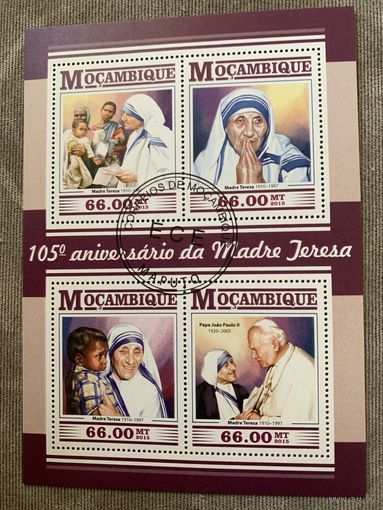 MOÇAMBIQUE
Madre Teresa 1910-1997
66.00 MT
2015
MOÇAMBIQUE
Madre Teresa 1910-1997
66.00 MT
2015
CORREIOS DE MOÇAMBIQUE
ECE
MAPUTO
105º aniversário da Madre Teresa
MOÇAMBIQUE
Madre Teresa 1910-1997
66.00 MT
2015
MOÇAMBIQUE
Papa João Paulo II
1920-2005
Madre Teresa 1910-1997
66.00 MT
2015